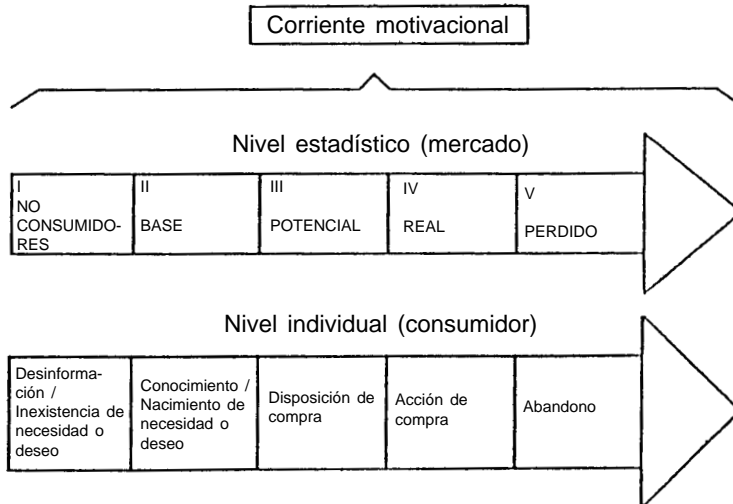 Corriente motivacional
Nivel estadístico (mercado)
I
NO
CONSUMIDO-
RES
II
BASE
III
POTENCIAL
IV
REAL
V
PERDIDO
Nivel individual (consumidor)
Desinforma-
ción /
Inexistencia de
necesidad o
deseo
Conocimiento /
Nacimiento de
necesidad o
deseo
Disposición de
compra
Acción de
compra
Abandono